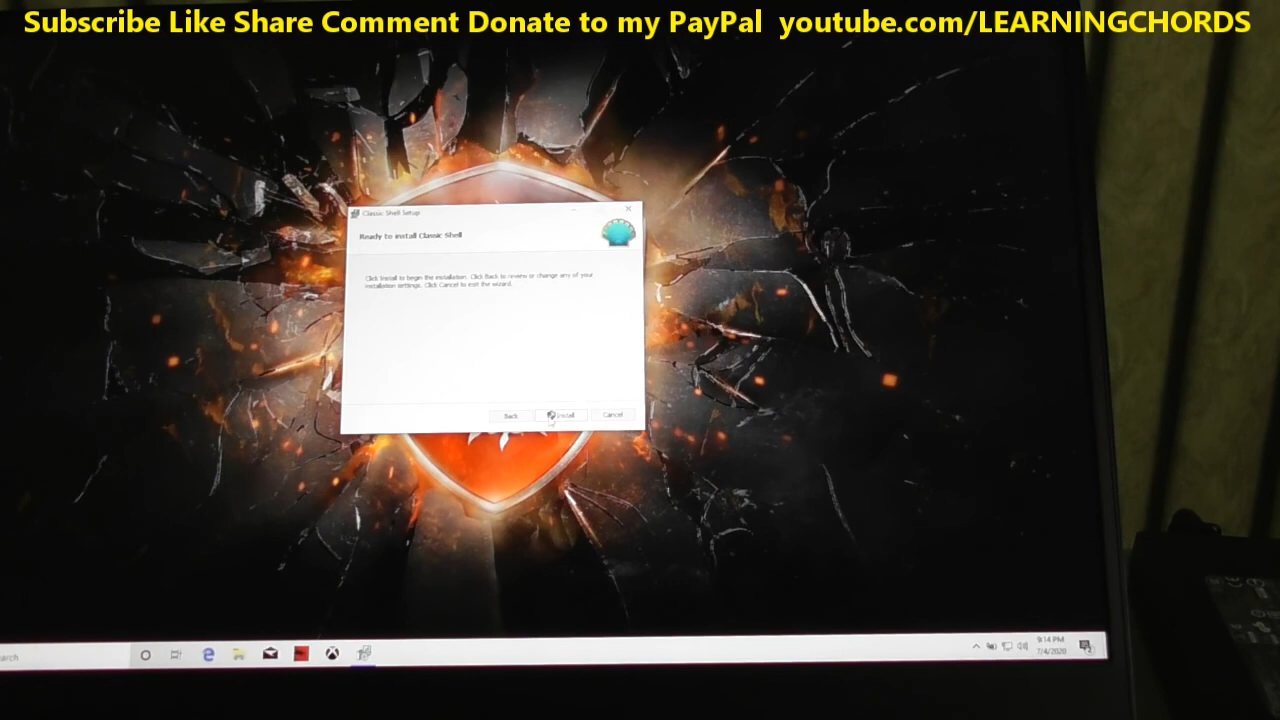 Subscribe Like Share Comment Donate to my PayPal youtube.com/LEARNINGCHORDS
Classic Shell Setup
Ready to install Classic Shell
Click Install to begin the installation. Click Back to review or change any of your
installation settings. Click Cancel to exit the wizard.
Back Install Cancel
arch
9:14 PM
7/4/2020